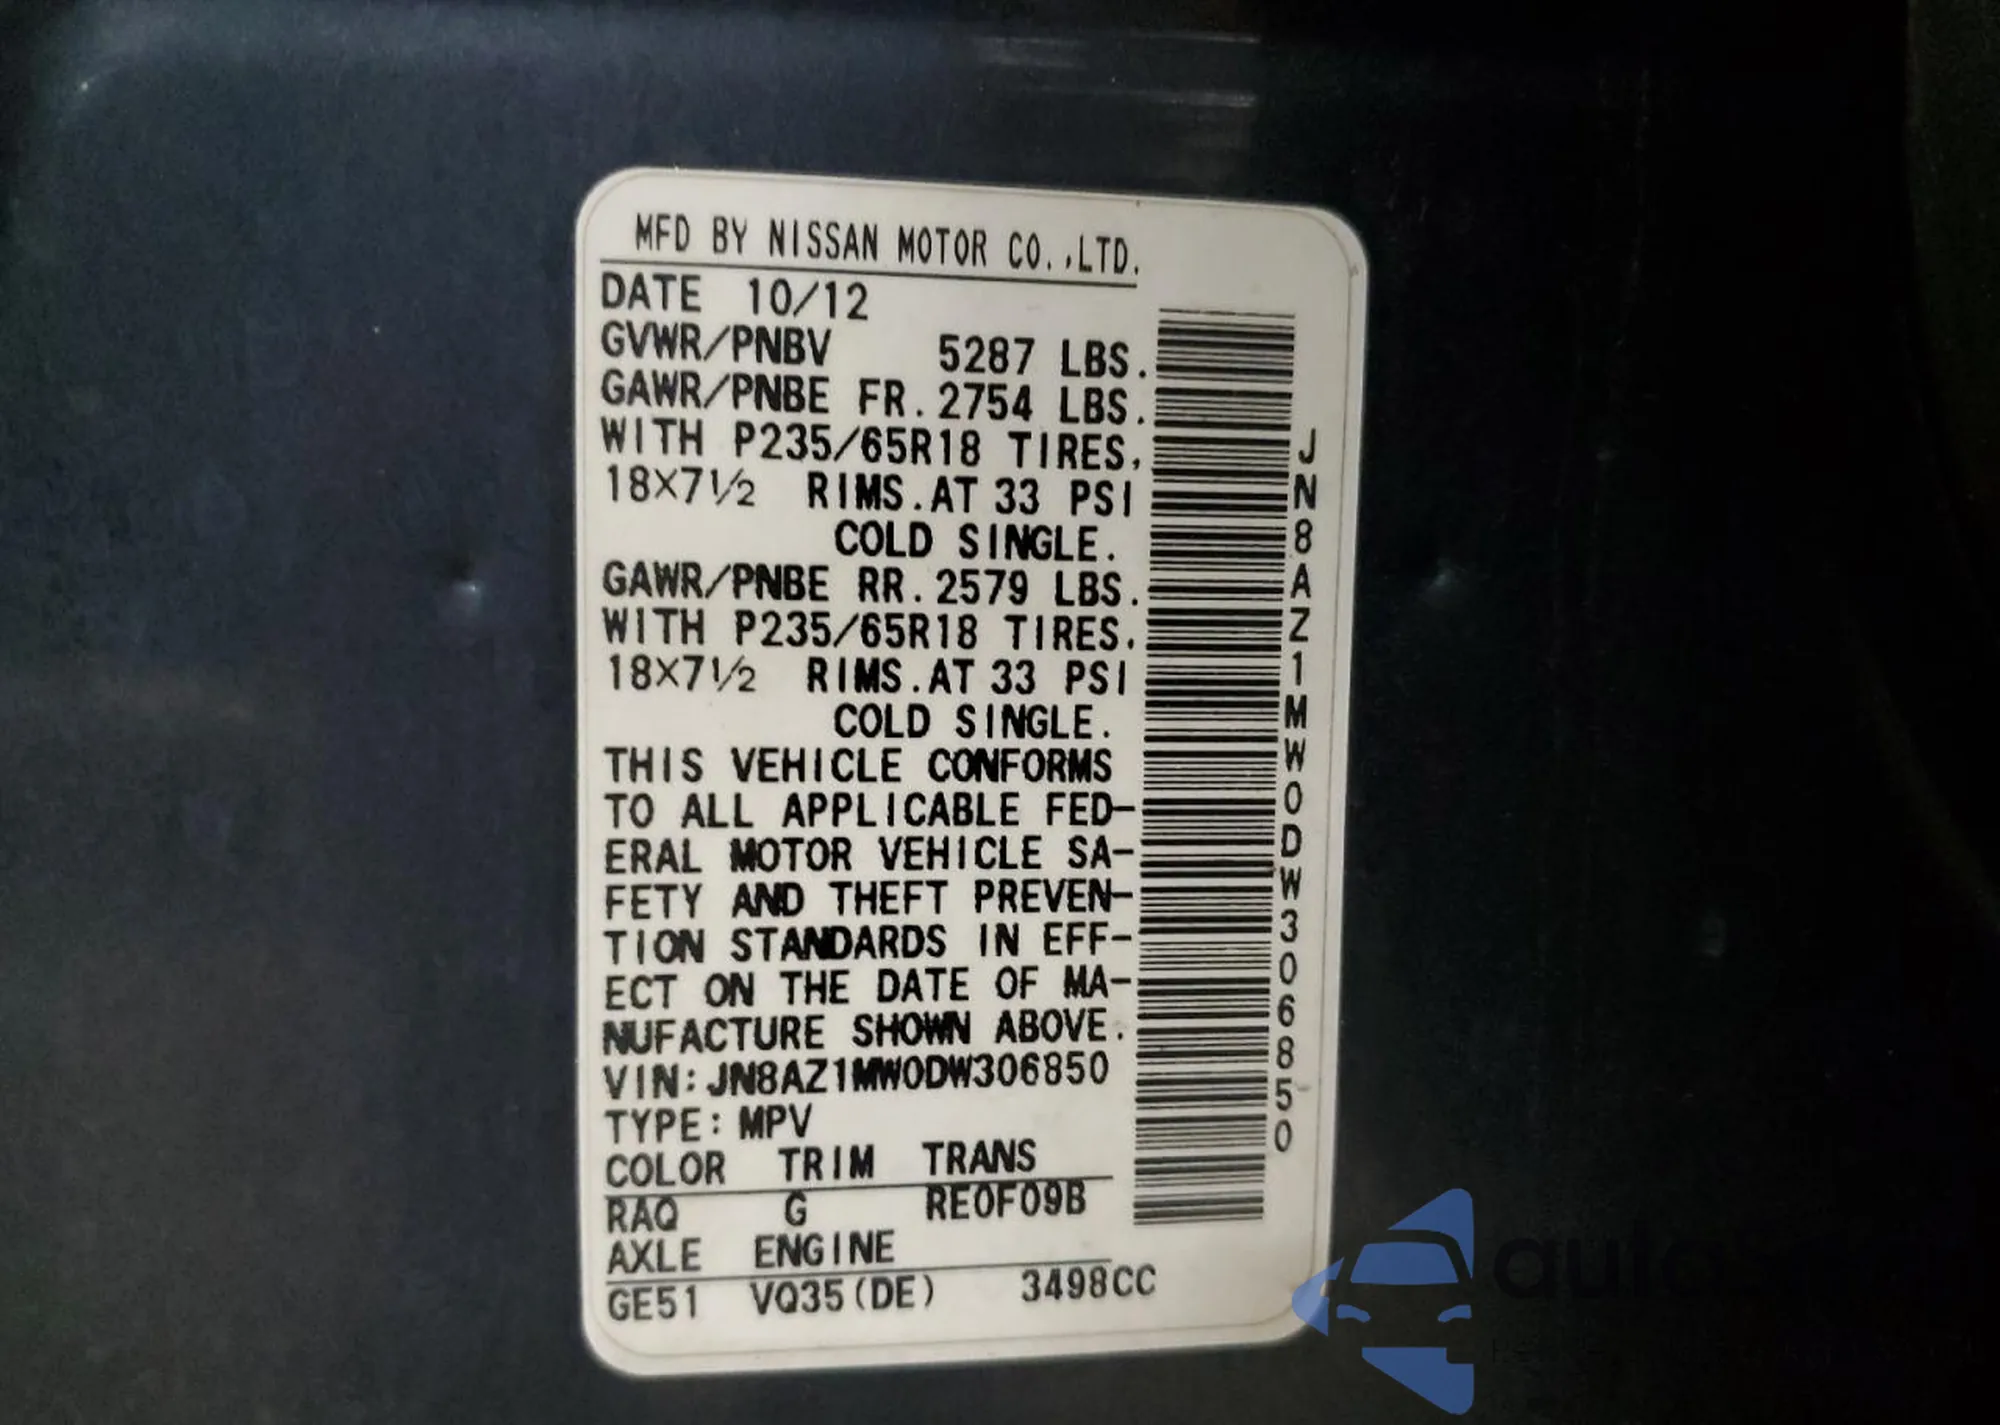 MFD BY NISSAN MOTOR CO.,LTD.
DATE 10/12
GVWR/PNBV 5287 LBS.
GAWR/PNBE FR. 2754 LBS.
WITH P235/65R18 TIRES,
18×7½ RIMS.AT 33 PSI
COLD SINGLE.
GAWR/PNBE RR. 2579 LBS.
WITH P235/65R18 TIRES.
18×7½ RIMS.AT 33 PSI
COLD SINGLE.
THIS VEHICLE CONFORMS
TO ALL APPLICABLE FED-
ERAL MOTOR VEHICLE SA-
FETY AND THEFT PREVEN-
TION STANDARDS IN EFF-
ECT ON THE DATE OF MA-
NUFACTURE SHOWN ABOVE.
VIN: JN8AZ1MW0DW306850
TYPE: MPV
COLOR TRIM TRANS
RAQ G RE0F09B
AXLE ENGINE
GE51 VQ35(DE) 3498CC
JN8AZ1MW0DW306850